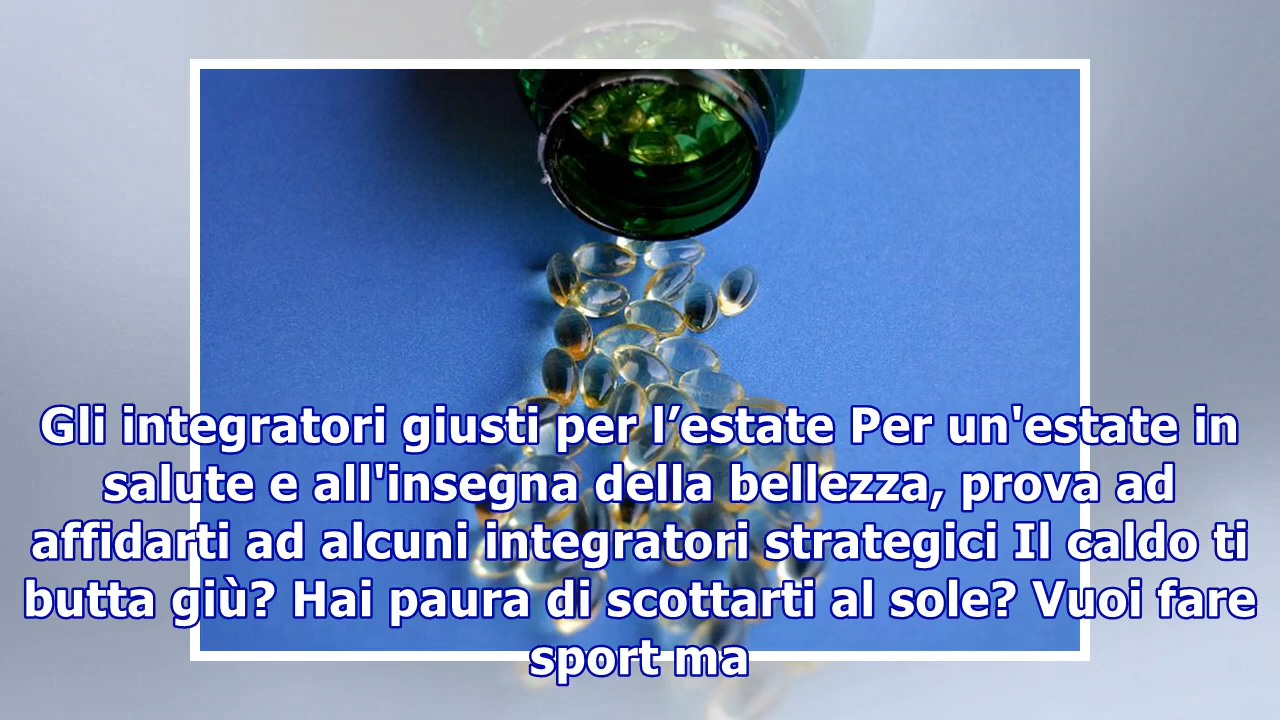 Gli integratori giusti per l’estate Per un'estate in
salute e all'insegna della bellezza, prova ad
affidarti ad alcuni integratori strategici Il caldo ti
butta giù? Hai paura di scottarti al sole? Vuoi fare
sport ma